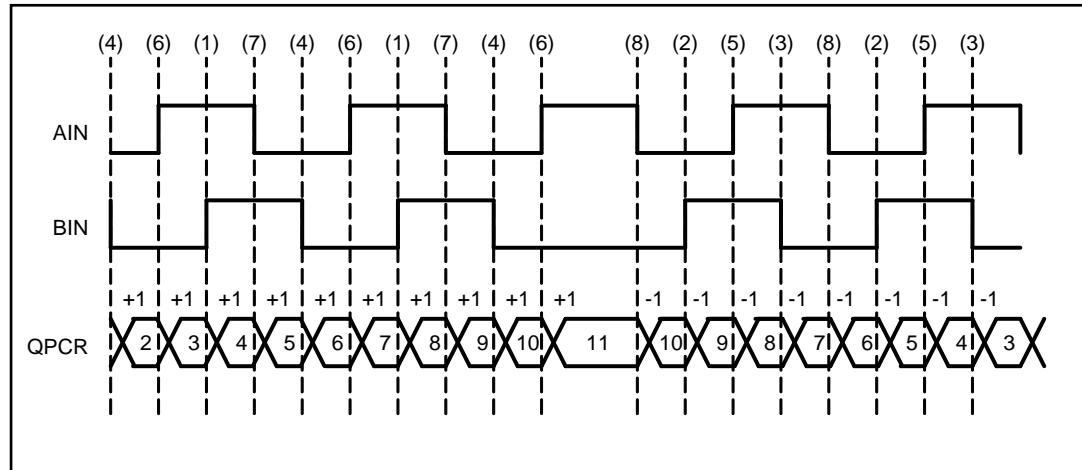 (4) (6) (1) (7) (4) (6) (1) (7) (4) (6) (8) (2) (5) (3) (8) (2) (5) (3)
AIN
BIN
+1 +1 +1 +1 +1 +1 +1 +1 +1 +1 -1 -1 -1 -1 -1 -1 -1 -1
QPCR 2 3 4 5 6 7 8 9 10 11 10 9 8 7 6 5 4 3